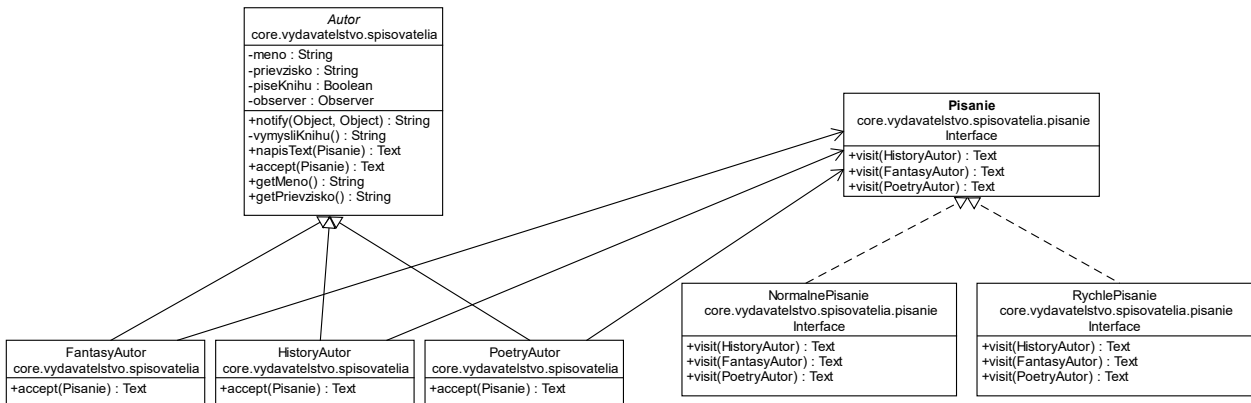 Autor
core.vydavatelstvo.spisovatelia
-meno : String
-prievzisko : String
-piseKnihu : Boolean
-observer : Observer
+notify(Object, Object) : String
-vymysliKnihu() : String
+napisText(Pisanie) : Text
+accept(Pisanie) : Text
+getMeno() : String
+getPrievzisko() : String
Pisanie
core.vydavatelstvo.spisovatelia.pisanie
Interface
+visit(HistoryAutor) : Text
+visit(FantasyAutor) : Text
+visit(PoetryAutor) : Text
NormalnePisanie
core.vydavatelstvo.spisovatelia.pisanie
Interface
+visit(HistoryAutor) : Text
+visit(FantasyAutor) : Text
+visit(PoetryAutor) : Text
RychlePisanie
core.vydavatelstvo.spisovatelia.pisanie
Interface
+visit(HistoryAutor) : Text
+visit(FantasyAutor) : Text
+visit(PoetryAutor) : Text
FantasyAutor
core.vydavatelstvo.spisovatelia
+accept(Pisanie) : Text
HistoryAutor
core.vydavatelstvo.spisovatelia
+accept(Pisanie) : Text
PoetryAutor
core.vydavatelstvo.spisovatelia
+accept(Pisanie) : Text